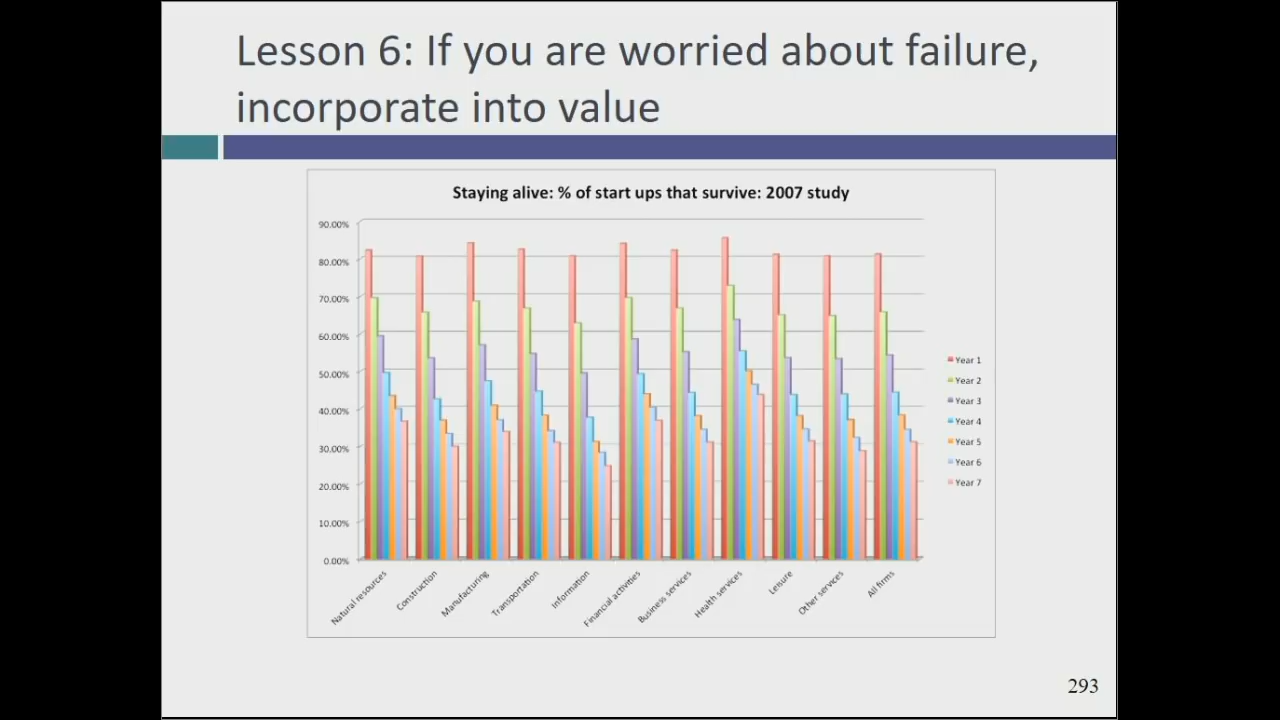 Lesson 6: If you are worried about failure,
incorporate into value
Staying alive: % of start ups that survive: 2007 study
90.00%
80.00%
70.00%
60.00%
50.00%
40.00%
30.00%
20.00%
10.00%
0.00%
Natural resources
Construction
Manufacturing
Transportation
Information
Financial activities
Business services
Health services
Leisure
Other services
All firms
Year 1
Year 2
Year 3
Year 4
Year 5
Year 6
Year 7
293